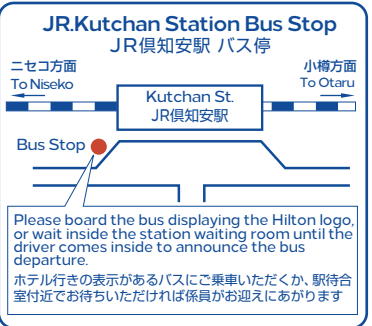 JR.Kutchan Station Bus Stop
JR倶知安駅 バス停
ニセコ方面
To Niseko
小樽方面
To Otaru
Kutchan St.
JR倶知安駅
Bus Stop
Please board the bus displaying the Hilton logo,
or wait inside the station waiting room until the
driver comes inside to announce the bus
departure.
ホテル行きの表示があるバスにご乗車いただくか、駅待合
室付近でお待ちいただければ係員がお迎えにあがります